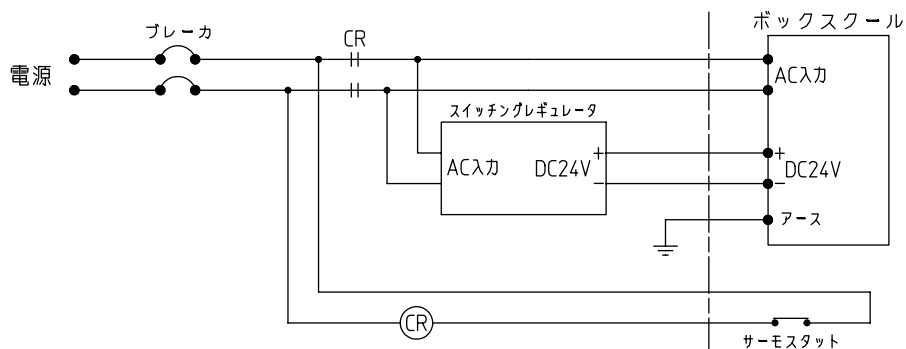 ボックスクール
ブレーカ
CR
電源
AC入力
スイッチングレギュレータ
AC入力
DC24V
+
−
+
DC24V
−
アース
CR
サーモスタット